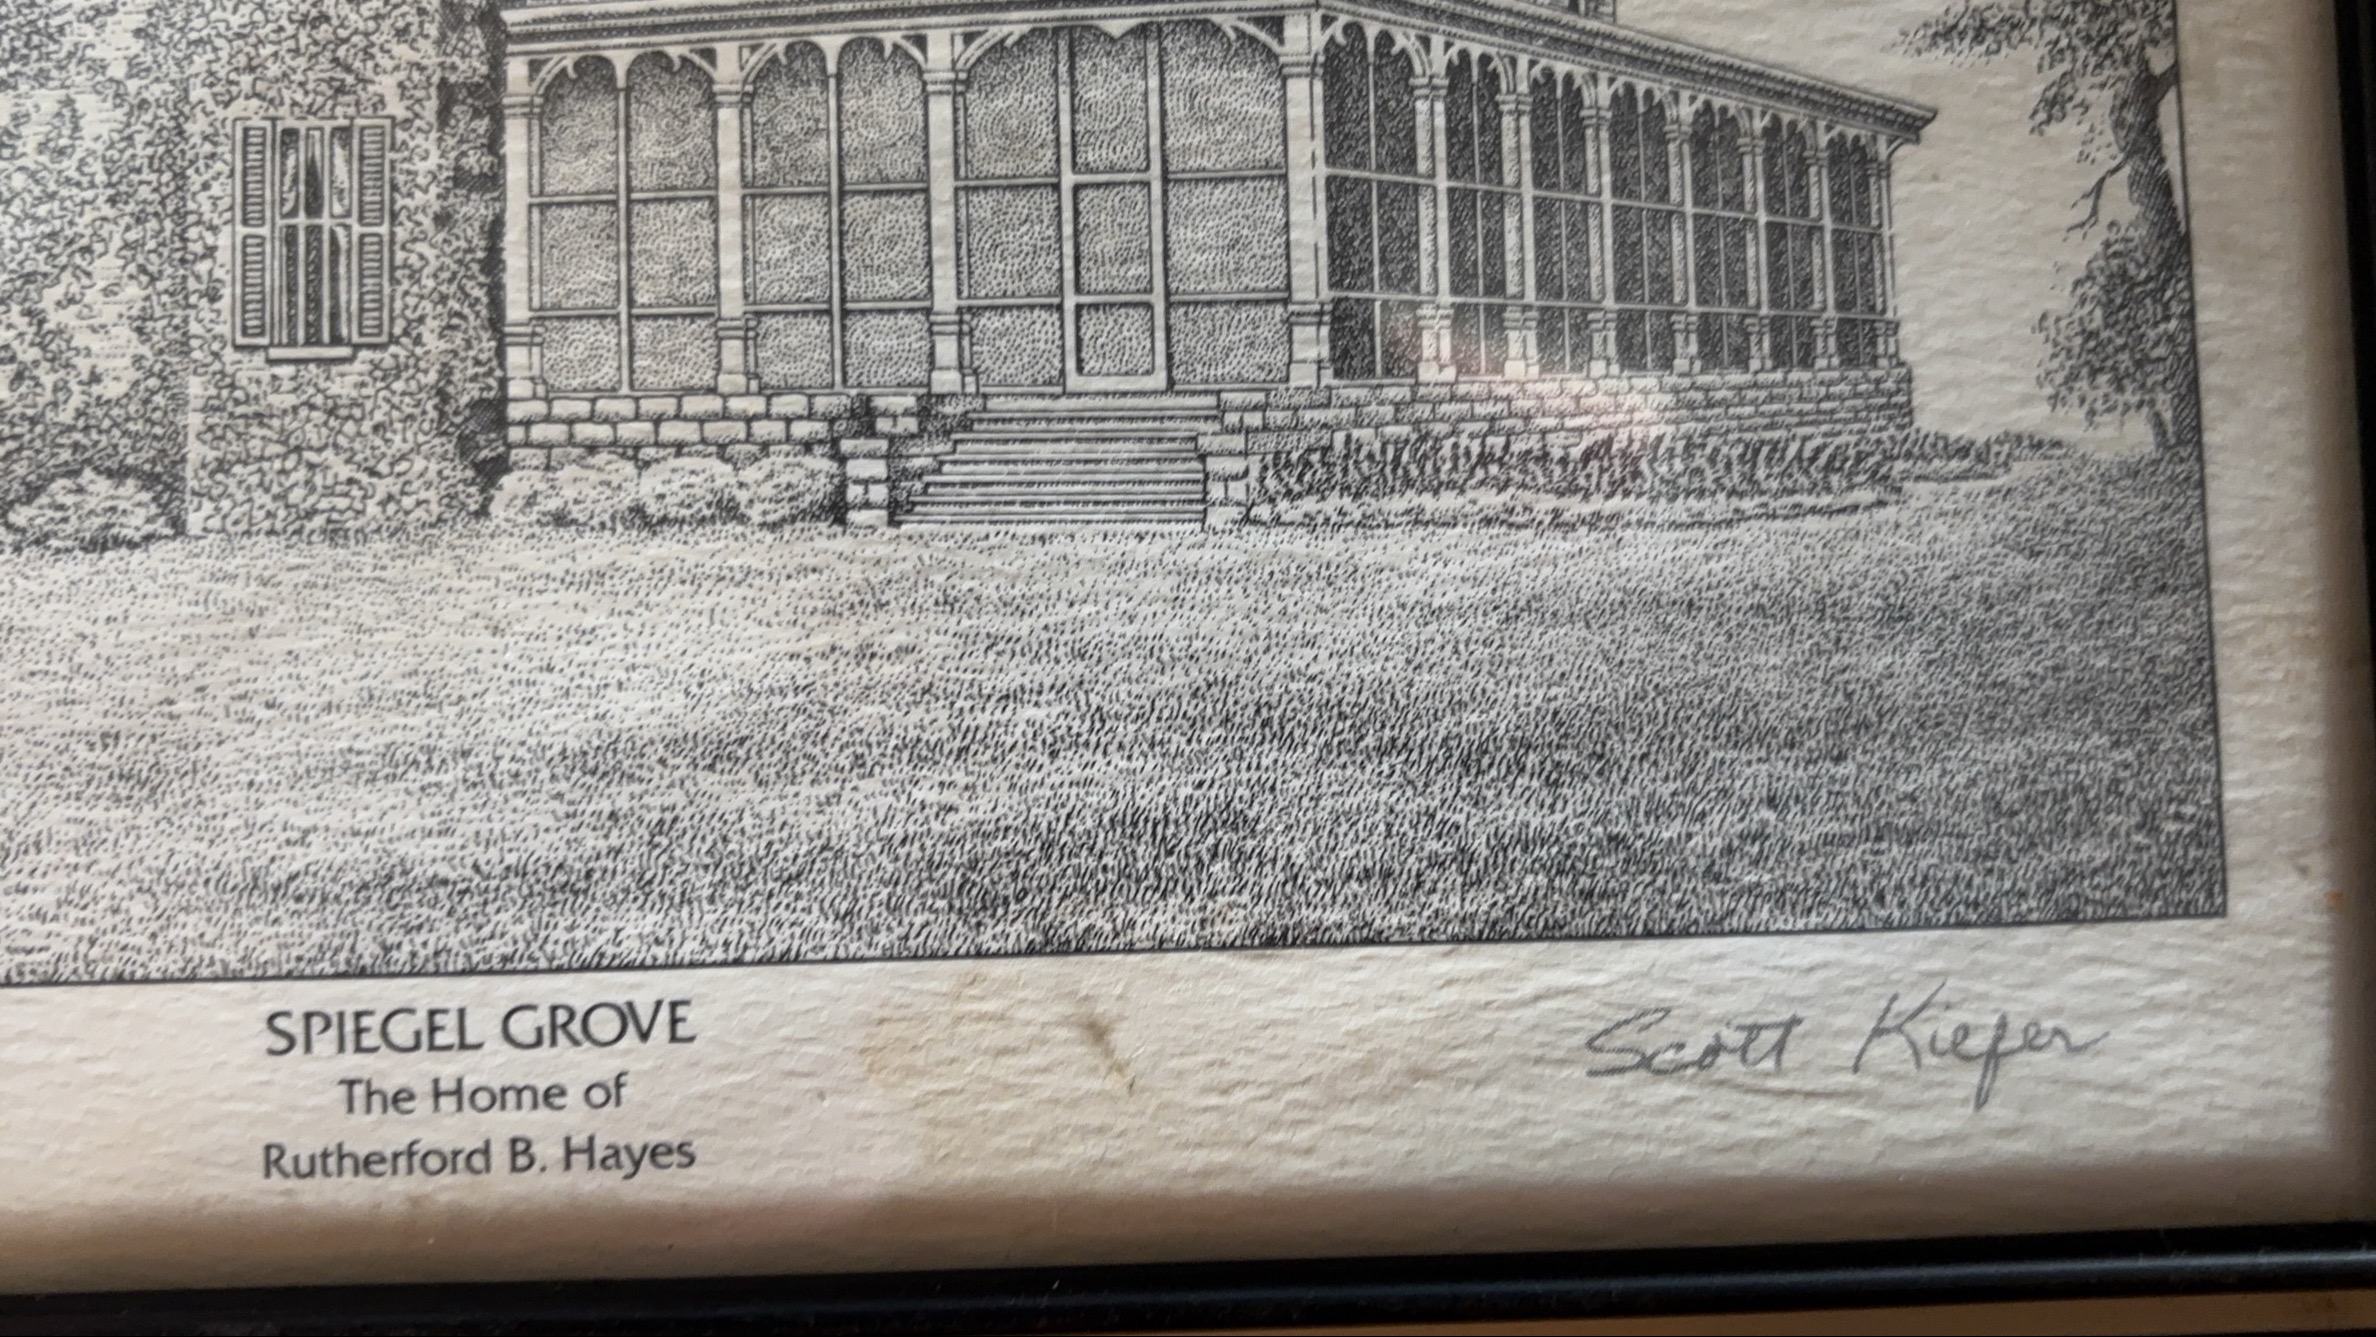 SPIEGEL GROVE
The Home of
Rutherford B. Hayes
Scott Kiefer